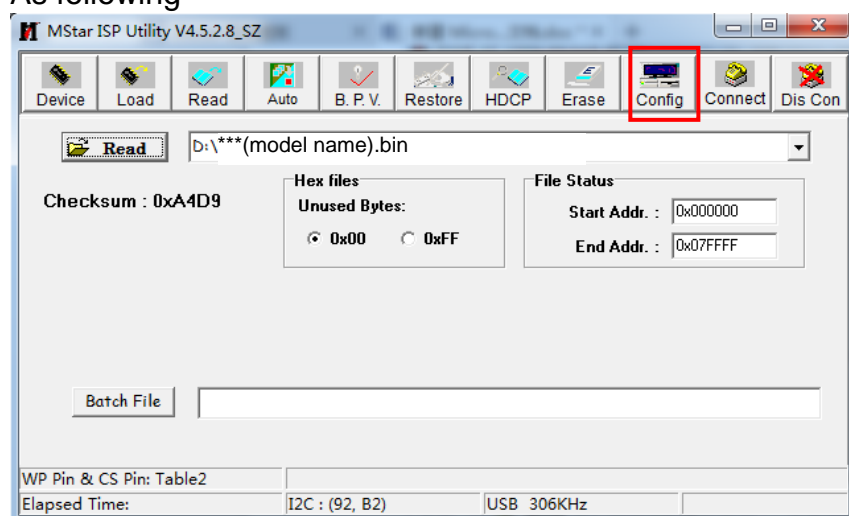 As following
MStar ISP Utility V4.5.2.8_SZ
Device Load Read Auto B. P. V. Restore HDCP Erase Config Connect Dis Con
Read D:\***(model name).bin
Checksum : 0xA4D9
Hex files
Unused Bytes:
0x00 0xFF
File Status
Start Addr. : 0x000000
End Addr. : 0x07FFFF
Batch File
WP Pin & CS Pin: Table2
Elapsed Time: I2C : (92, B2) USB 306KHz